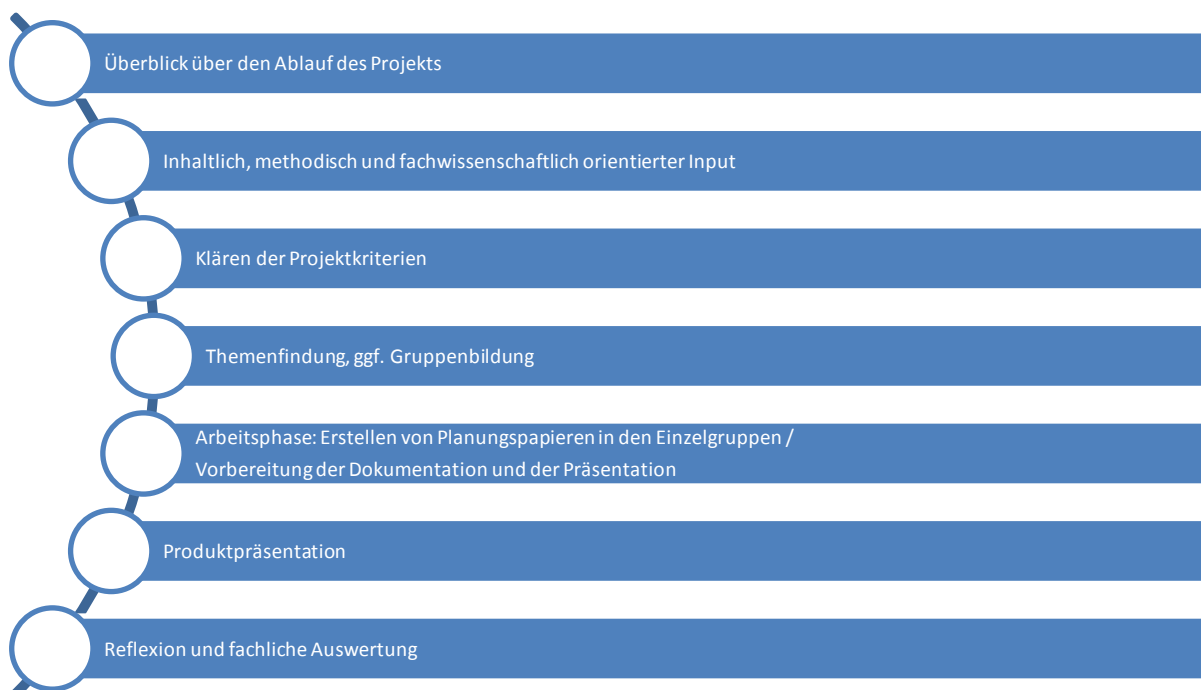 Überblick über den Ablauf des Projekts
Inhaltlich, methodisch und fachwissenschaftlich orientierter Input
Klären der Projektkriterien
Themenfindung, ggf. Gruppenbildung
Arbeitsphase: Erstellen von Planungspapieren in den Einzelgruppen /
Vorbereitung der Dokumentation und der Präsentation
Produktpräsentation
Reflexion und fachliche Auswertung